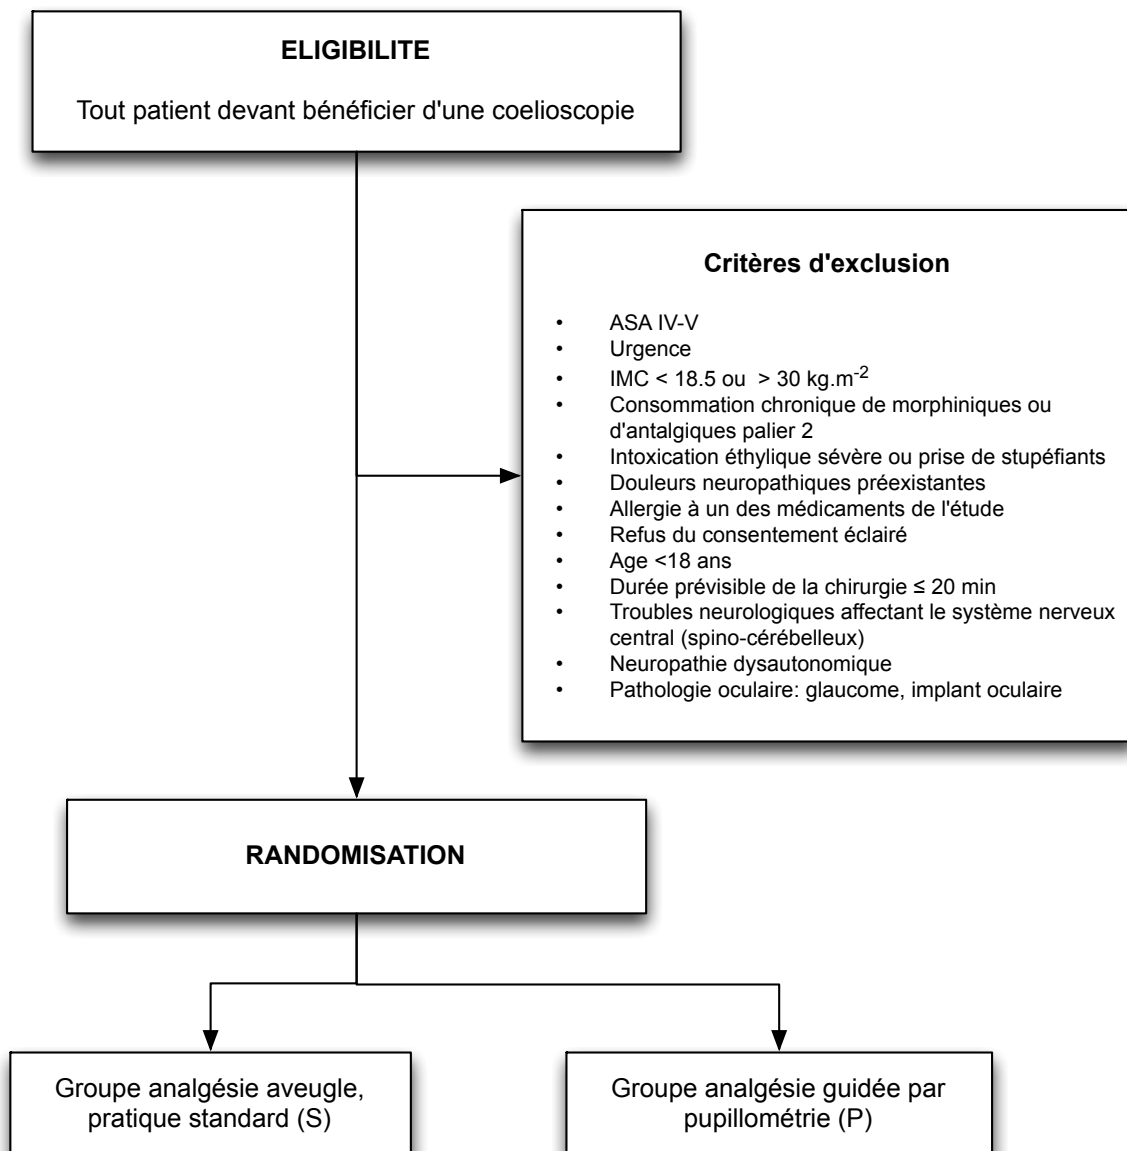 ELIGIBILITE
Tout patient devant bénéficier d'une coelioscopie
Critères d'exclusion
• ASA IV-V
• Urgence
• IMC < 18.5 ou  > 30 kg.m-2
• Consommation chronique de morphiniques ou
d'antalgiques palier 2
• Intoxication éthylique sévère ou prise de stupéfiants
• Douleurs neuropathiques préexistantes
• Allergie à un des médicaments de l'étude
• Refus du consentement éclairé
• Age <18 ans
• Durée prévisible de la chirurgie ≤ 20 min
• Troubles neurologiques affectant le système nerveux
central (spino-cérébelleux)
• Neuropathie dysautonomique
• Pathologie oculaire: glaucome, implant oculaire
RANDOMISATION
Groupe analgésie aveugle,
pratique standard (S)
Groupe analgésie guidée par
pupillométrie (P)